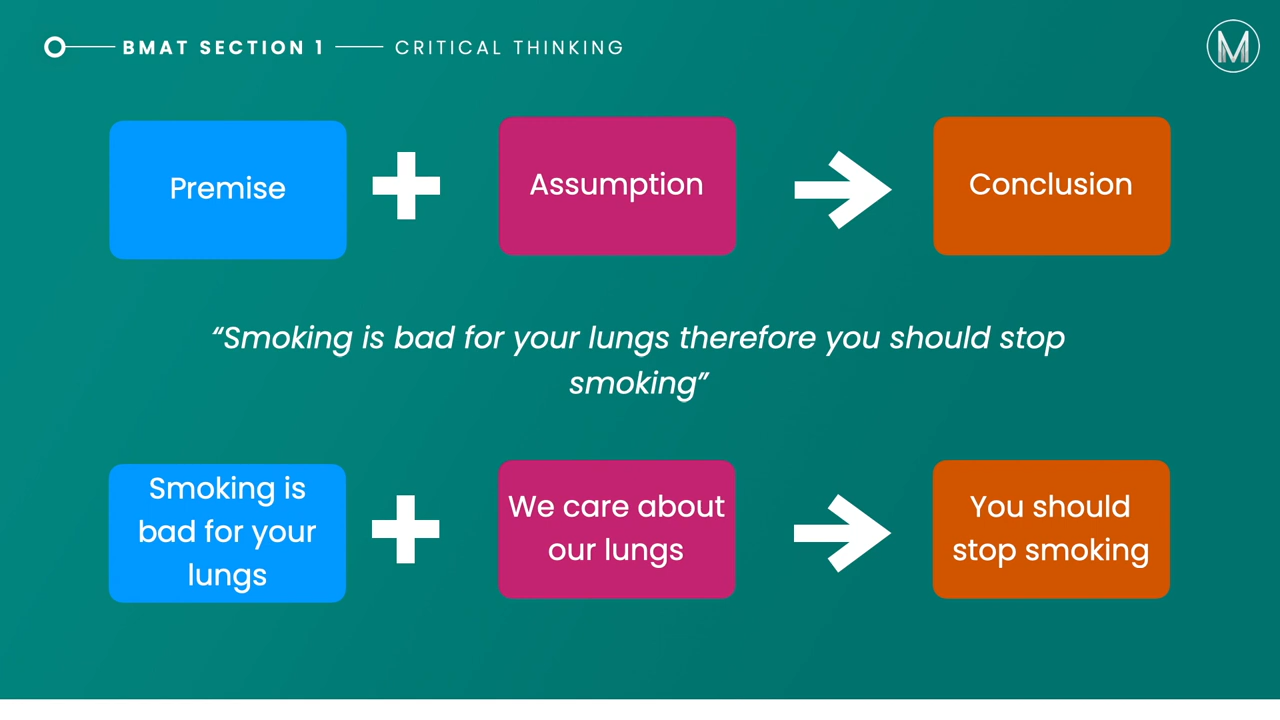 BMAT SECTION 1 CRITICAL THINKING
M
Premise
Assumption
Conclusion
“Smoking is bad for your lungs therefore you should stop
smoking”
Smoking is
bad for your
lungs
We care about
our lungs
You should
stop smoking